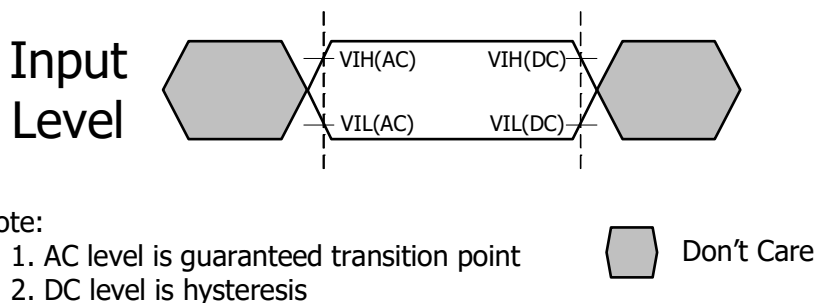 Input
Level
VIH(AC) VIH(DC)
VIL(AC) VIL(DC)
ote:
1. AC level is guaranteed transition point
2. DC level is hysteresis
Don't Care